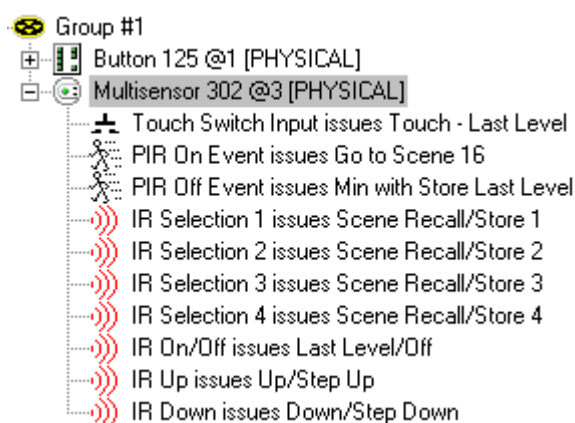 Group #1
Button 125 @1 [PHYSICAL]
Multisensor 302 @3 [PHYSICAL]
Touch Switch Input issues Touch - Last Level
PIR On Event issues Go to Scene 16
PIR Off Event issues Min with Store Last Level
IR Selection 1 issues Scene Recall/Store 1
IR Selection 2 issues Scene Recall/Store 2
IR Selection 3 issues Scene Recall/Store 3
IR Selection 4 issues Scene Recall/Store 4
IR On/Off issues Last Level/Off
IR Up issues Up/Step Up
IR Down issues Down/Step Down